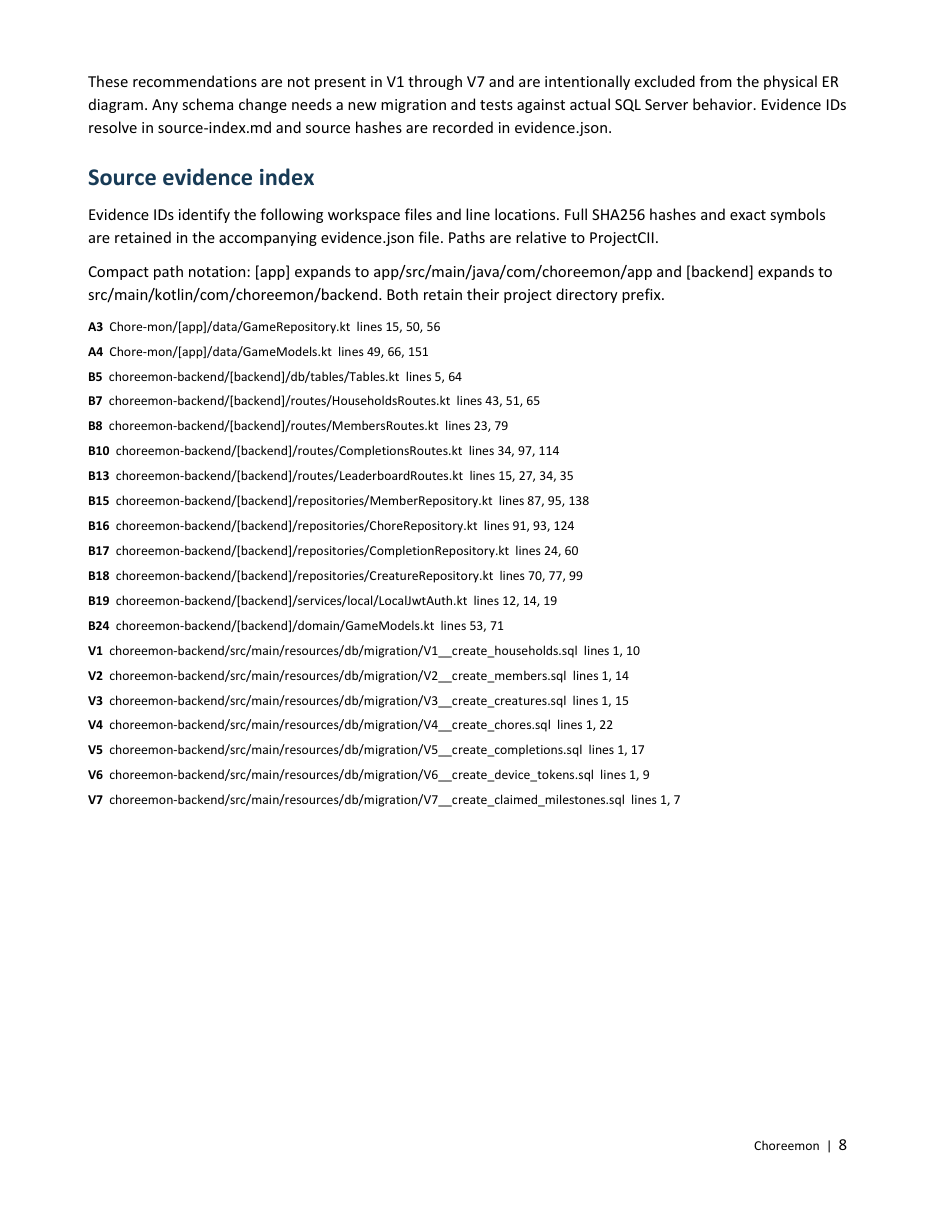 These recommendations are not present in V1 through V7 and are intentionally excluded from the physical ER
diagram. Any schema change needs a new migration and tests against actual SQL Server behavior. Evidence IDs
resolve in source-index.md and source hashes are recorded in evidence.json.
Source evidence index
Evidence IDs identify the following workspace files and line locations. Full SHA256 hashes and exact symbols
are retained in the accompanying evidence.json file. Paths are relative to ProjectCII.
Compact path notation: [app] expands to app/src/main/java/com/choreemon/app and [backend] expands to
src/main/kotlin/com/choreemon/backend. Both retain their project directory prefix.
A3 Chore-mon/[app]/data/GameRepository.kt lines 15, 50, 56
A4 Chore-mon/[app]/data/GameModels.kt lines 49, 66, 151
B5 choreemon-backend/[backend]/db/tables/Tables.kt lines 5, 64
B7 choreemon-backend/[backend]/routes/HouseholdsRoutes.kt lines 43, 51, 65
B8 choreemon-backend/[backend]/routes/MembersRoutes.kt lines 23, 79
B10 choreemon-backend/[backend]/routes/CompletionsRoutes.kt lines 34, 97, 114
B13 choreemon-backend/[backend]/routes/LeaderboardRoutes.kt lines 15, 27, 34, 35
B15 choreemon-backend/[backend]/repositories/MemberRepository.kt lines 87, 95, 138
B16 choreemon-backend/[backend]/repositories/ChoreRepository.kt lines 91, 93, 124
B17 choreemon-backend/[backend]/repositories/CompletionRepository.kt lines 24, 60
B18 choreemon-backend/[backend]/repositories/CreatureRepository.kt lines 70, 77, 99
B19 choreemon-backend/[backend]/services/local/LocalJwtAuth.kt lines 12, 14, 19
B24 choreemon-backend/[backend]/domain/GameModels.kt lines 53, 71
V1 choreemon-backend/src/main/resources/db/migration/V1__create_households.sql lines 1, 10
V2 choreemon-backend/src/main/resources/db/migration/V2__create_members.sql lines 1, 14
V3 choreemon-backend/src/main/resources/db/migration/V3__create_creatures.sql lines 1, 15
V4 choreemon-backend/src/main/resources/db/migration/V4__create_chores.sql lines 1, 22
V5 choreemon-backend/src/main/resources/db/migration/V5__create_completions.sql lines 1, 17
V6 choreemon-backend/src/main/resources/db/migration/V6__create_device_tokens.sql lines 1, 9
V7 choreemon-backend/src/main/resources/db/migration/V7__create_claimed_milestones.sql lines 1, 7
Choreemon | 8